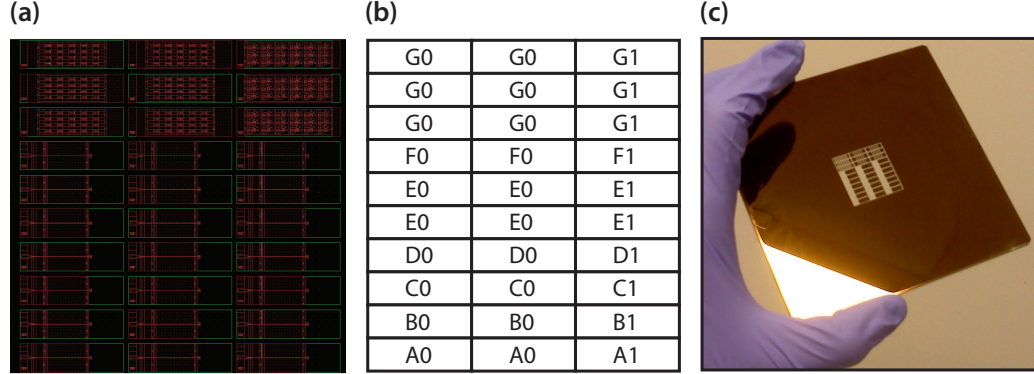 (a) (b) (c)
G0 G0 G1
G0 G0 G1
G0 G0 G1
F0 F0 F1
E0 E0 E1
E0 E0 E1
D0 D0 D1
C0 C0 C1
B0 B0 B1
A0 A0 A1